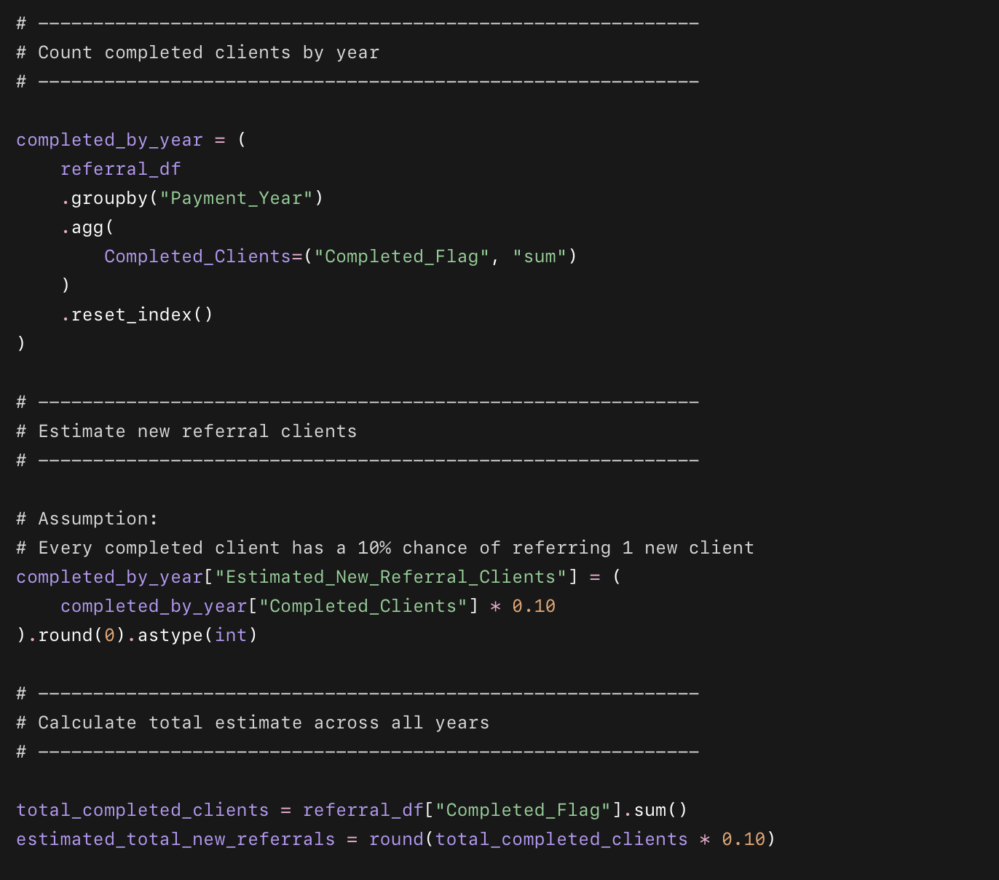 # ------------------------------------------------------------
# Count completed clients by year
# ------------------------------------------------------------
completed_by_year = (
    referral_df
    .groupby("Payment_Year")
    .agg(
        Completed_Clients=("Completed_Flag", "sum")
    )
    .reset_index()
)
# ------------------------------------------------------------
# Estimate new referral clients
# ------------------------------------------------------------
# Assumption:
# Every completed client has a 10% chance of referring 1 new client
completed_by_year["Estimated_New_Referral_Clients"] = (
    completed_by_year["Completed_Clients"] * 0.10
).round(0).astype(int)
# ------------------------------------------------------------
# Calculate total estimate across all years
# ------------------------------------------------------------
total_completed_clients = referral_df["Completed_Flag"].sum()
estimated_total_new_referrals = round(total_completed_clients * 0.10)